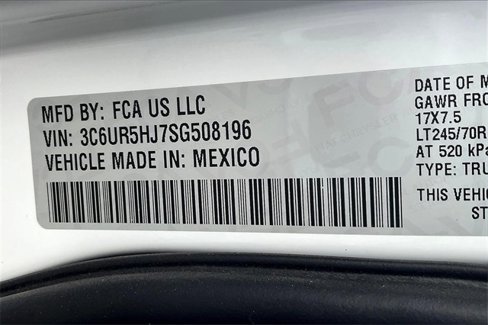 MFD BY: FCA US LLC
VIN: 3C6UR5HJ7SG508196
VEHICLE MADE IN: MEXICO
DATE OF M
GAWR FRO
17X7.5
LT245/70R
AT 520 kPa
TYPE: TRU
THIS VEHIC
ST